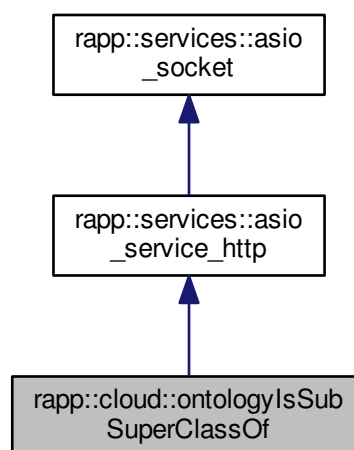 rapp::services::asio
_socket
rapp::services::asio
_service_http
rapp::cloud::ontologyIsSub
SuperClassOf